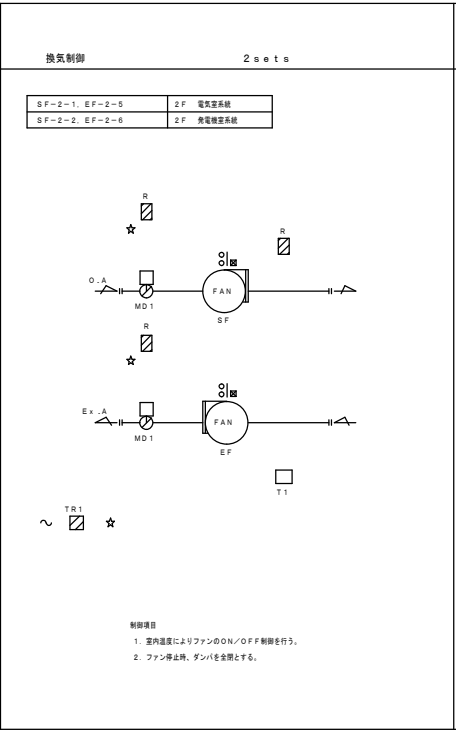 換気制御 2sets
SF-2-1, EF-2-5 2F 電気室系統
SF-2-2, EF-2-6 2F 発電機室系統
R
R
O.A
FAN
MD1
SF
R
Ex.A
FAN
MD1
EF
T1
TR1
制御項目
1. 室内温度によりファンのON/OFF制御を行う。
2. ファン停止時、ダンパを全閉とする。